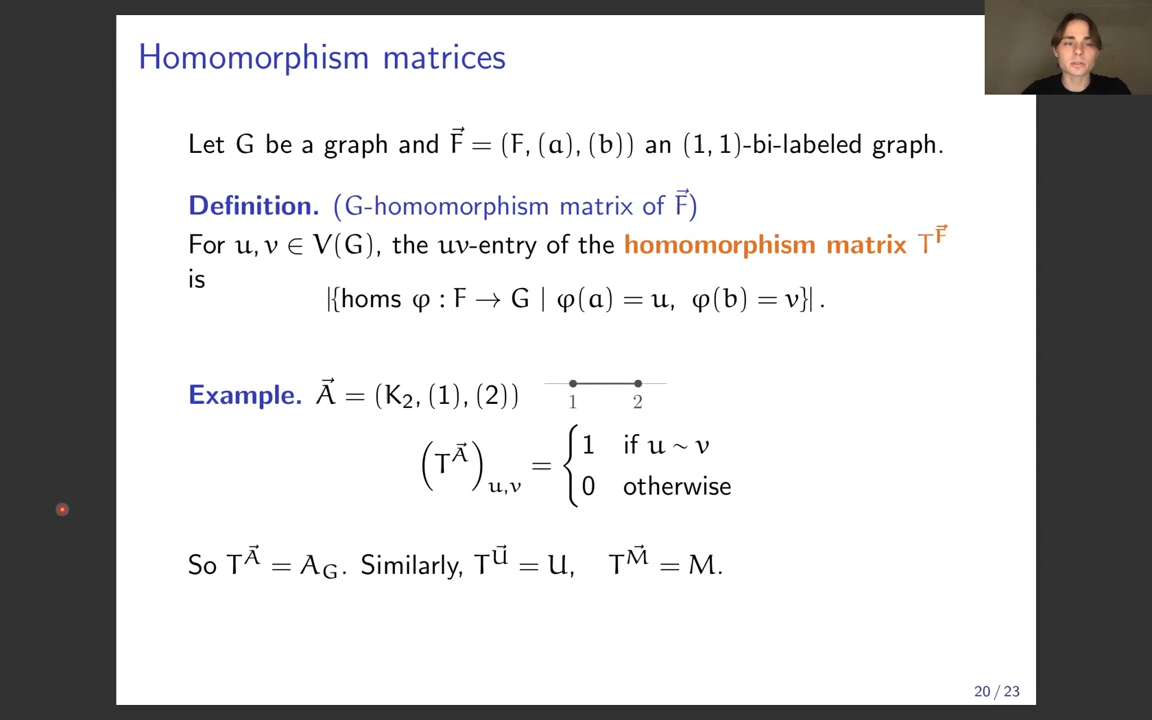 Homomorphism matrices
Let G be a graph and F⃗ = (F, (a), (b)) an (1, 1)-bi-labeled graph.
Definition. (G-homomorphism matrix of F⃗)
For u, v ∈ V(G), the uv-entry of the homomorphism matrix T^F⃗
is
|{homs φ : F → G | φ(a) = u, φ(b) = v}| .
Example. A⃗ = (K₂, (1), (2))
1 2
(T^A⃗)_{u,v} = { 1 if u ~ v
0 otherwise
So T^A⃗ = A_G. Similarly, T^U⃗ = U, T^M⃗ = M.
20 / 23